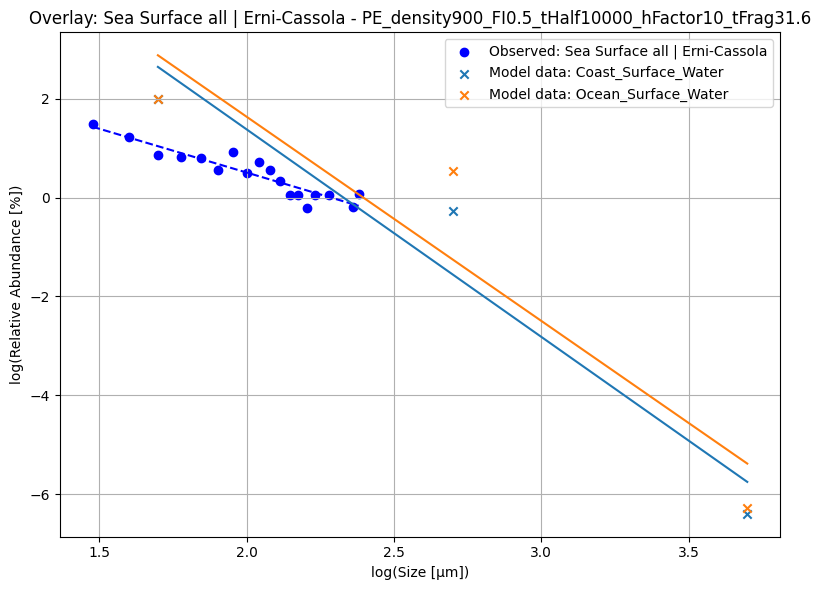 Overlay: Sea Surface all | Erni-Cassola - PE_density900_FI0.5_tHalf10000_hFactor10_tFrag31.6
Observed: Sea Surface all | Erni-Cassola
Model data: Coast_Surface_Water
Model data: Ocean_Surface_Water
log(Relative Abundance [%])
2
0
−2
−4
−6
1.5
2.0
2.5
3.0
3.5
log(Size [µm])